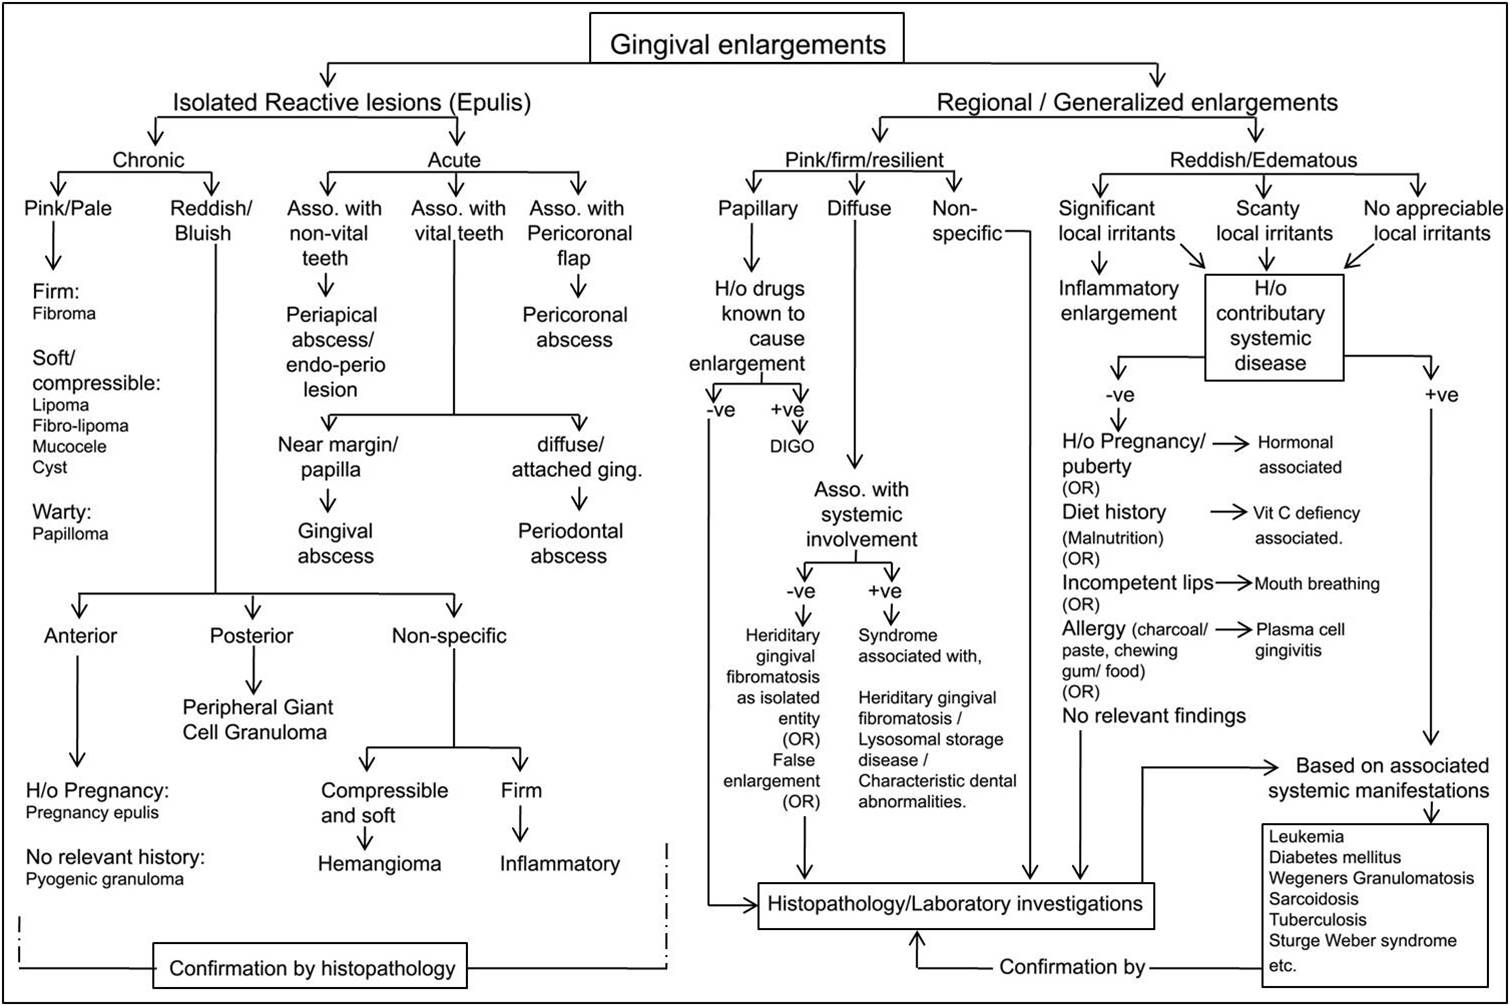 Gingival enlargements
Isolated Reactive lesions (Epulis)
Regional / Generalized enlargements
Chronic
Acute
Pink/firm/resilient
Reddish/Edematous
Pink/Pale
Reddish/
Bluish
Asso. with
non-vital
teeth
Asso. with
vital teeth
Asso. with
Pericoronal
flap
Papillary
Diffuse
Non-
specific
Significant
local irritants
Scanty
local irritants
No appreciable
local irritants
Firm:
Fibroma
Soft/
compressible:
Lipoma
Fibro-lipoma
Mucocele
Cyst
Warty:
Papilloma
Periapical
abscess/
endo-perio
lesion
Pericoronal
abscess
Near margin/
papilla
diffuse/
attached ging.
Gingival
abscess
Periodontal
abscess
Anterior
Posterior
Non-specific
Peripheral Giant
Cell Granuloma
H/o Pregnancy:
Pregnancy epulis
No relevant history:
Pyogenic granuloma
Compressible
and soft
Firm
Hemangioma
Inflammatory
Confirmation by histopathology
H/o drugs
known to
cause
enlargement
-ve
+ve
DIGO
Asso. with
systemic
involvement
-ve
+ve
Heriditary
gingival
fibromatosis
as isolated
entity
(OR)
False
enlargement
(OR)
Syndrome
associated with,
Heriditary gingival
fibromatosis /
Lysosomal storage
disease /
Characteristic dental
abnormalities.
Inflammatory
enlargement
H/o
contributary
systemic
disease
-ve
+ve
H/o Pregnancy/
puberty
Hormonal
associated
(OR)
Diet history
(Malnutrition)
Vit C defiency
associated.
(OR)
Incompetent lips
Mouth breathing
(OR)
Allergy (charcoal/
paste, chewing
gum/ food)
Plasma cell
gingivitis
(OR)
No relevant findings
Based on associated
systemic manifestations
Leukemia
Diabetes mellitus
Wegeners Granulomatosis
Sarcoidosis
Tuberculosis
Sturge Weber syndrome
etc.
Histopathology/Laboratory investigations
Confirmation by